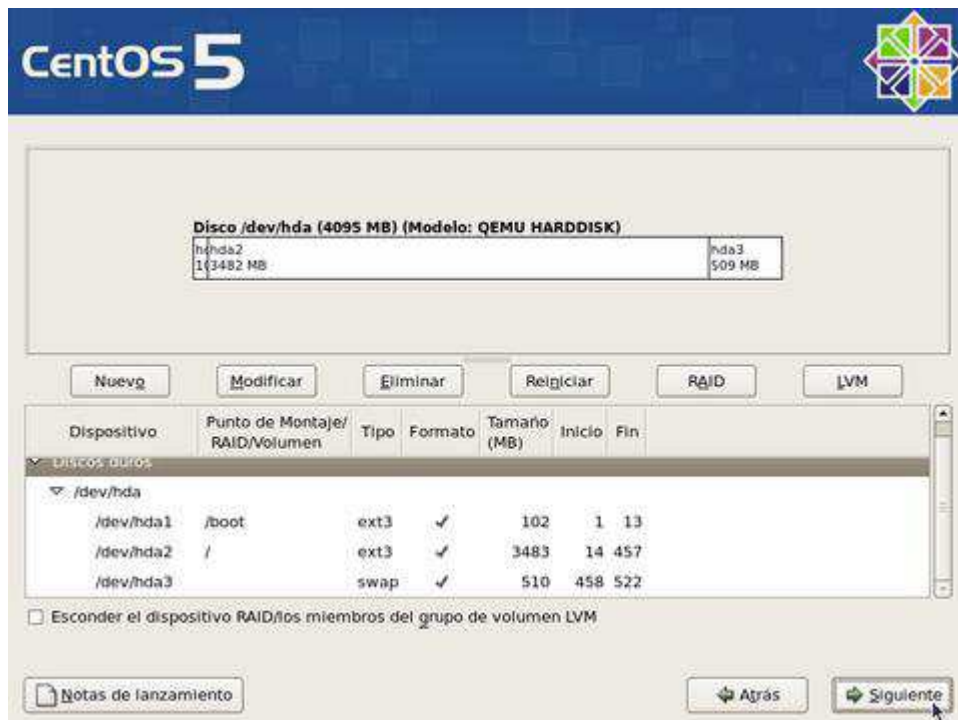 CentOS 5
Disco /dev/hda (4095 MB) (Modelo: QEMU HARDDISK)
hda2
3482 MB
hda3
509 MB
Nuevo
Modificar
Eliminar
Reiniciar
RAID
LVM
Dispositivo
Punto de Montaje/
RAID/Volumen
Tipo
Formato
Tamaño
(MB)
Inicio
Fin
Discos duros
/dev/hda
/dev/hda1 /boot ext3 ✓ 102 1 13
/dev/hda2 / ext3 ✓ 3483 14 457
/dev/hda3 swap ✓ 510 458 522
Esconder el dispositivo RAID/los miembros del grupo de volumen LVM
Notas de lanzamiento
Atrás
Siguiente